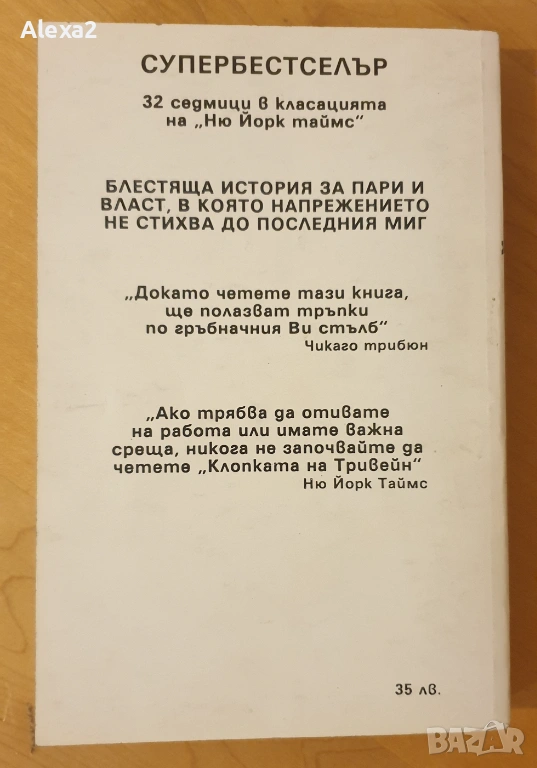 Alexa2
СУПЕРБЕСТСЕЛЪР
32 седмици в класацията
на „Ню Йорк таймс“
БЛЕСТЯЩА ИСТОРИЯ ЗА ПАРИ И
ВЛАСТ, В КОЯТО НАПРЕЖЕНИЕТО
НЕ СТИХВА ДО ПОСЛЕДНИЯ МИГ
„Докато четете тази книга,
ще полазват тръпки
по гръбначния Ви стълб“
Чикаго трибюн
„Ако трябва да отивате
на работа или имате важна
среща, никога не започвайте да
четете „Клопката на Тривейн“
Ню Йорк Таймс
35 лв.
BAZAR